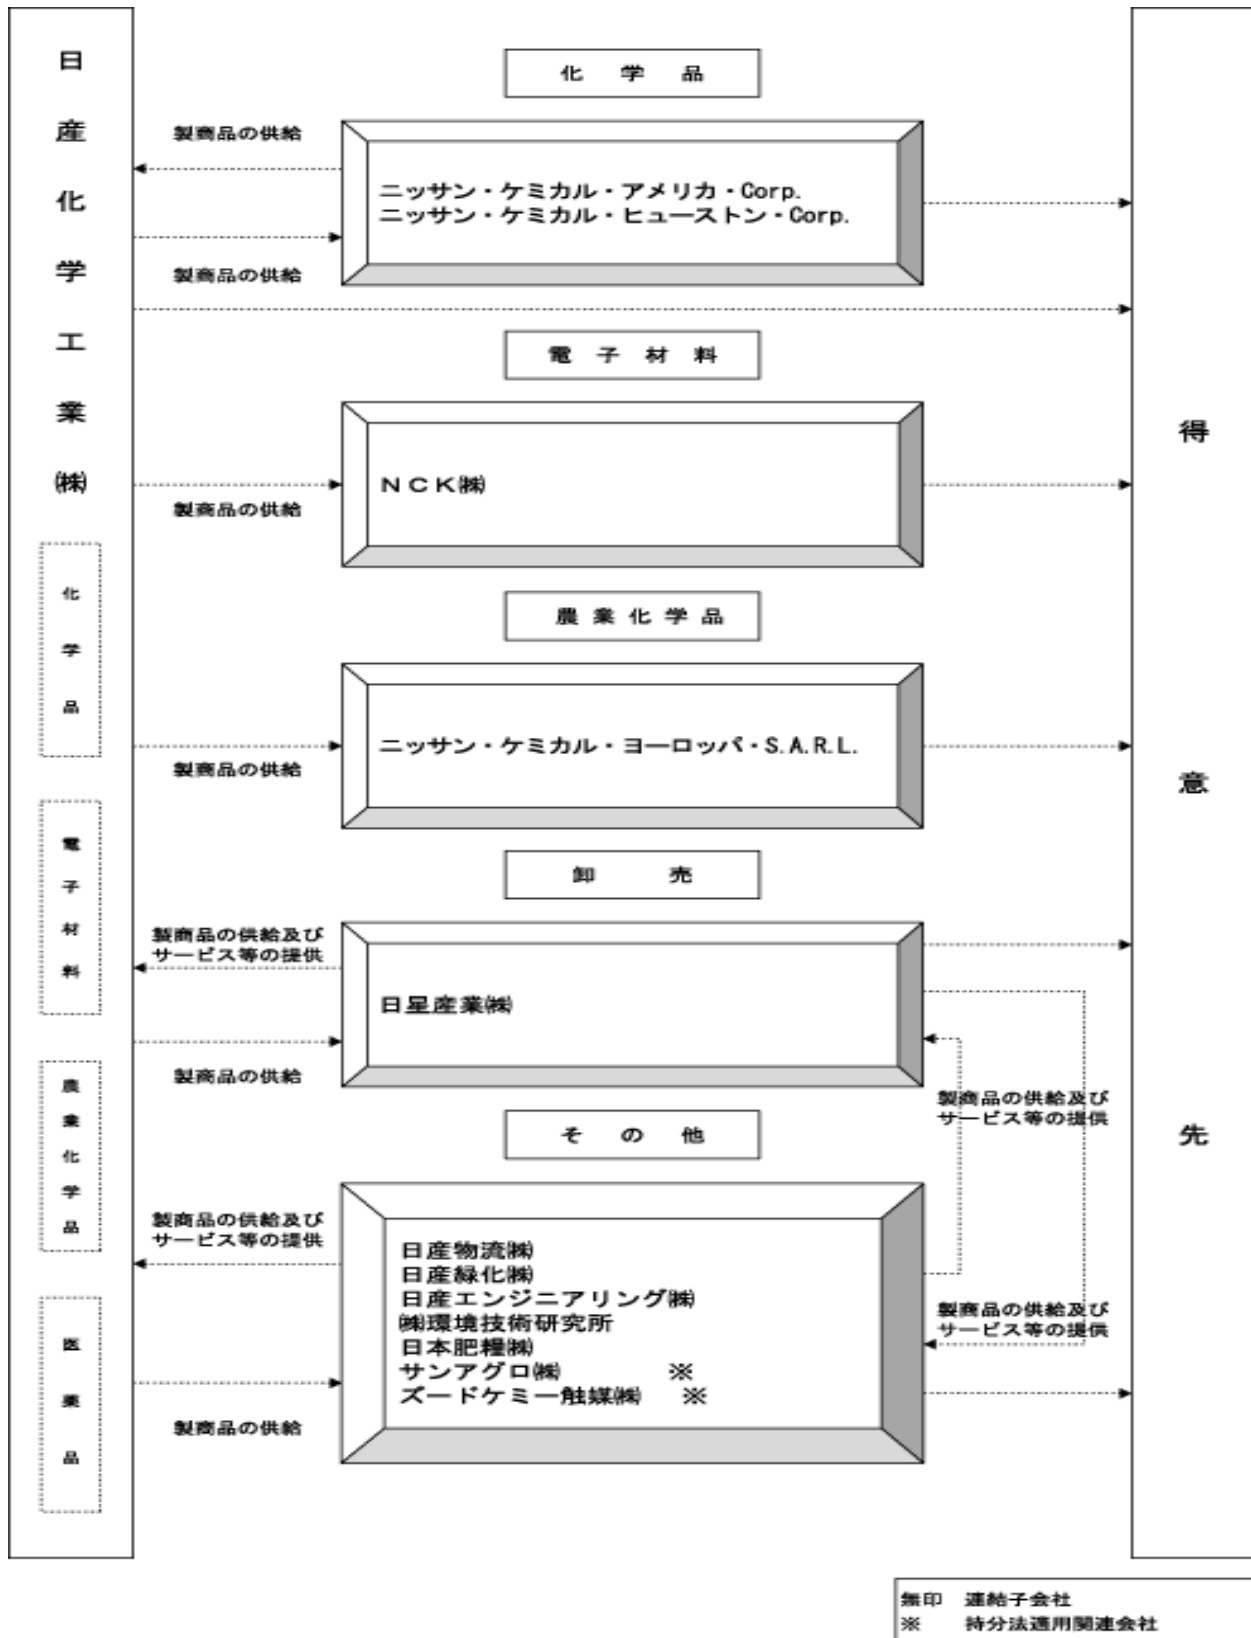 日産化学工業㈱
化学品
電子材料
農業化学品
医薬品
化学品
製商品の供給
ニッサン・ケミカル・アメリカ・Corp.
ニッサン・ケミカル・ヒューストン・Corp.
製商品の供給
電子材料
NCK㈱
製商品の供給
農業化学品
ニッサン・ケミカル・ヨーロッパ・S.A.R.L.
製商品の供給
卸売
製商品の供給及び
サービス等の提供
日星産業㈱
製商品の供給
製商品の供給及び
サービス等の提供
その他
製商品の供給及び
サービス等の提供
日産物流㈱
日産緑化㈱
日産エンジニアリング㈱
㈱環境技術研究所
日本肥糧㈱
サンアグロ㈱ ※
ズードケミー触媒㈱ ※
製商品の供給及び
サービス等の提供
製商品の供給
得意先
無印 連結子会社
※ 持分法適用関連会社